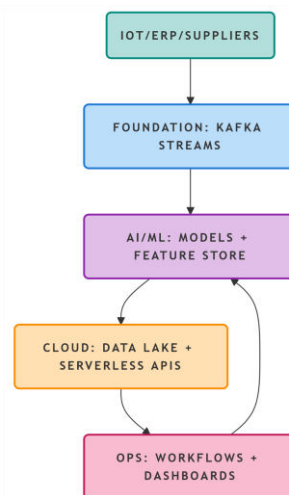 IOT/ERP/SUPPLIERS
FOUNDATION: KAFKA
STREAMS
AI/ML: MODELS +
FEATURE STORE
CLOUD: DATA LAKE +
SERVERLESS APIS
OPS: WORKFLOWS +
DASHBOARDS